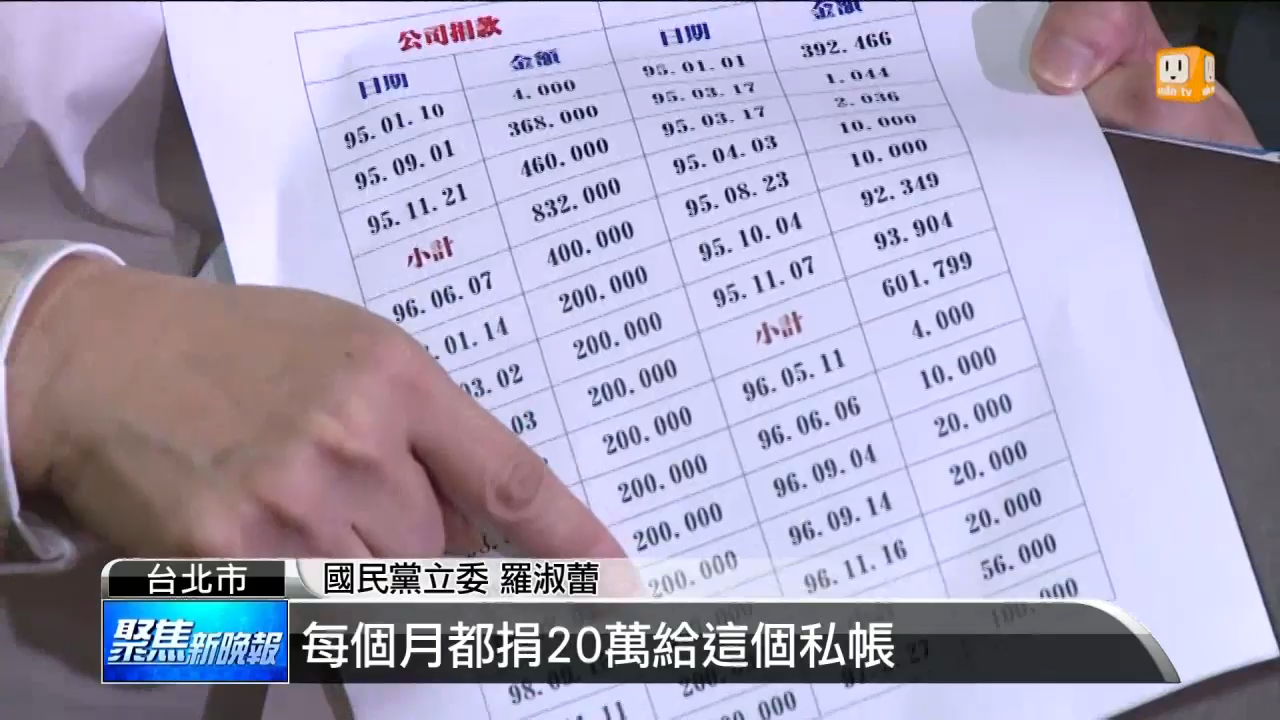 公司捐款
日期 金額 日期 金額
95.01.10 4.000 95.01.01 392.466
95.09.01 368.000 95.03.17 1.044
95.11.21 460.000 95.03.17 2.036
小計 832.000 95.04.03 10.000
96.06.07 400.000 95.08.23 10.000
.01.14 200.000 95.10.04 92.349
03.02 200.000 95.11.07 93.904
03 200.000 小計 601.799
200.000 96.05.11 4.000
200.000 96.06.06 10.000
200.000 96.09.04 20.000
200.000 96.09.14 20.000
96.11.16 20.000
56.000
udn tv
台北市 國民黨立委 羅淑蕾
聚焦新晚報 每個月都捐20萬給這個私帳